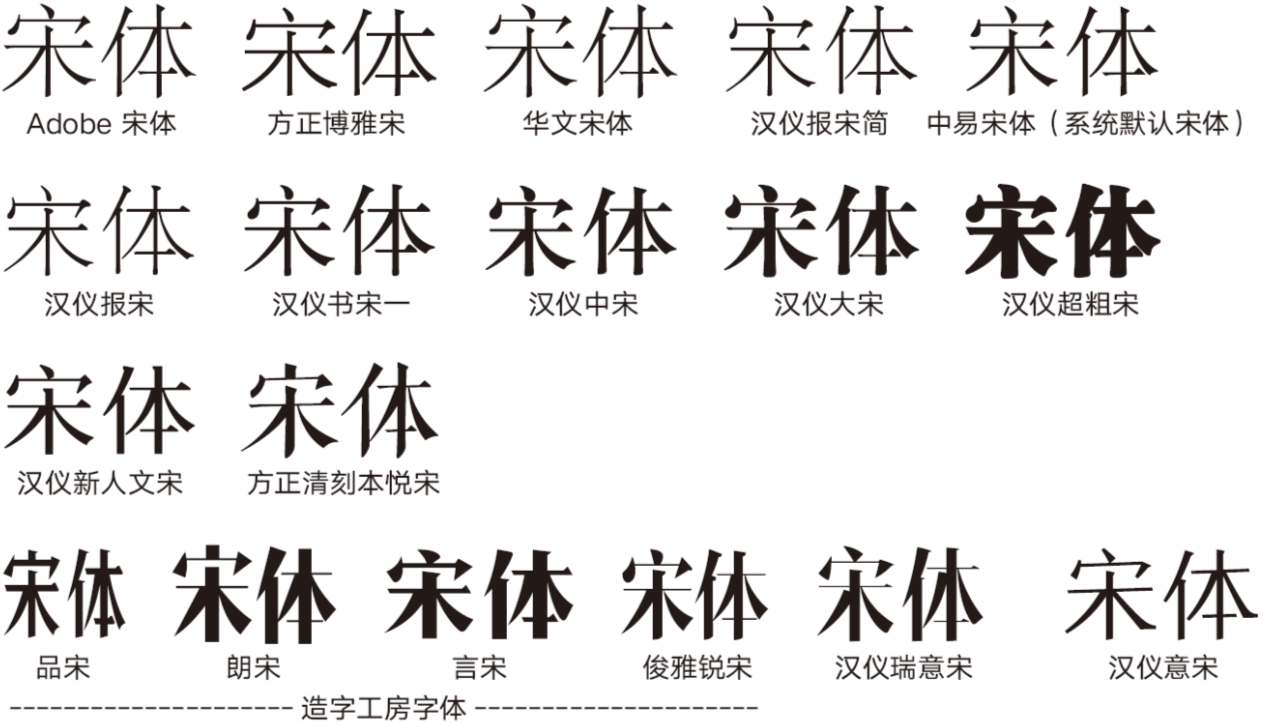 宋体 宋体 宋体 宋体 宋体
Adobe 宋体 方正博雅宋 华文宋体 汉仪报宋简 中易宋体（系统默认宋体）
宋体 宋体 宋体 宋体 宋体
汉仪报宋 汉仪书宋一 汉仪中宋 汉仪大宋 汉仪超粗宋
宋体 宋体
汉仪新人文宋 方正清刻本悦宋
宋体 宋体 宋体 宋体 宋体 宋体
品宋 朗宋 言宋 俊雅锐宋 汉仪瑞意宋 汉仪意宋
--------------------- 造字工房字体 ---------------------